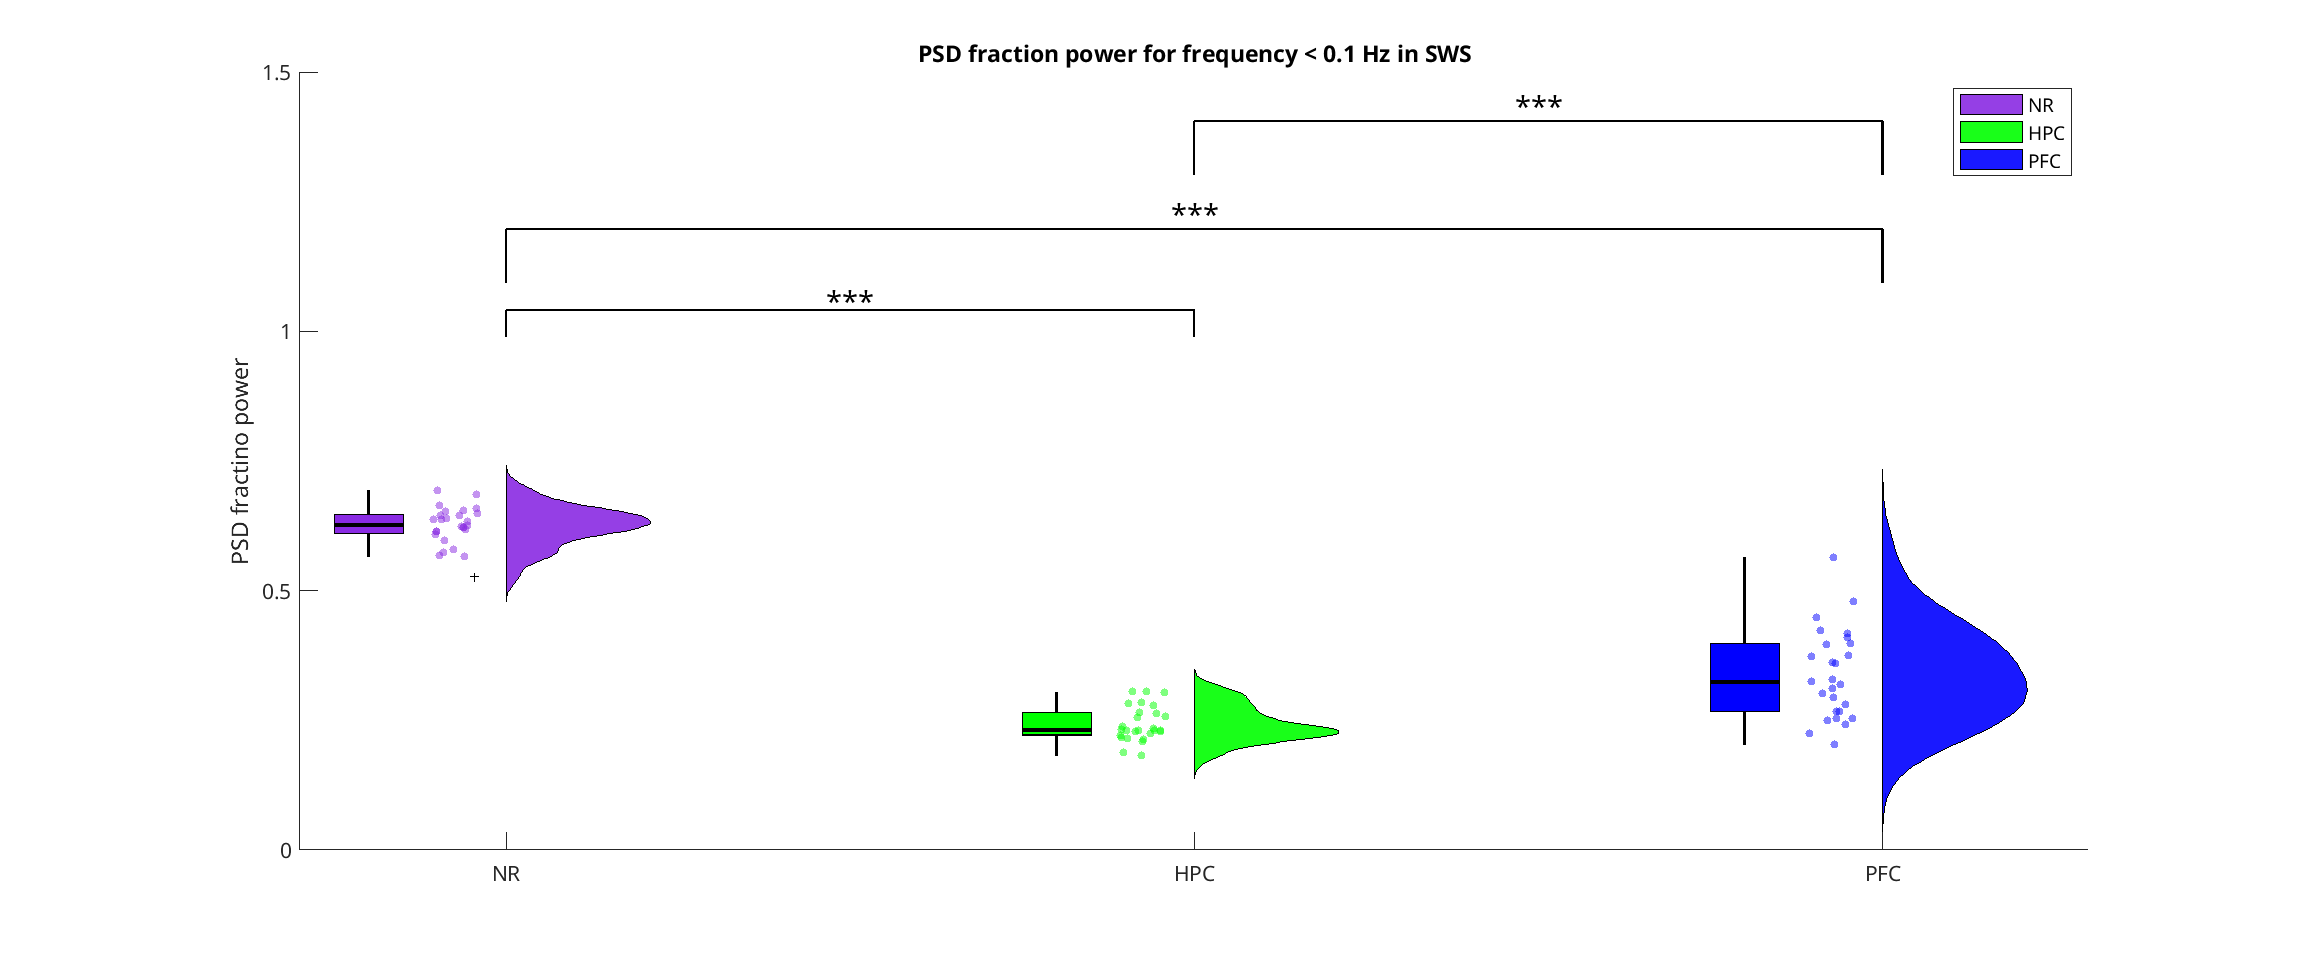 PSD fraction power for frequency < 0.1 Hz in SWS
1.5
1
0.5
0
PSD fractino power
***
***
***
NR
HPC
PFC
NR
HPC
PFC